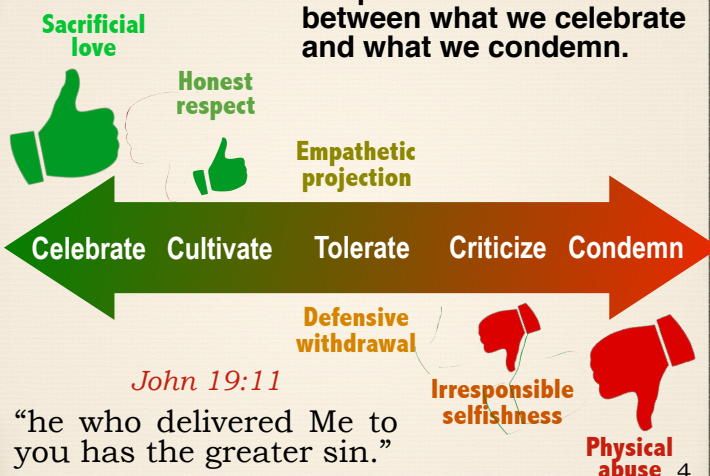 between what we celebrate
and what we condemn.
Sacrificial
love
Honest
respect
Empathetic
projection
Celebrate Cultivate Tolerate Criticize Condemn
Defensive
withdrawal
Irresponsible
selfishness
Physical
abuse
John 19:11
“he who delivered Me to
you has the greater sin.”
4